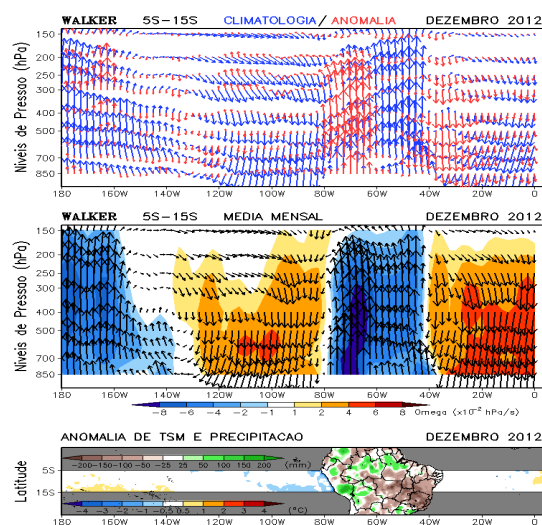 WALKER 5S-15S CLIMATOLOGIA/ANOMALIA DEZEMBRO 2012
Níveis de Pressao (hPa)
150
200
250
300
400
500
700
850
180 160W 140W 120W 100W 80W 60W 40W 20W 0
WALKER 5S-15S MEDIA MENSAL DEZEMBRO 2012
Níveis de Pressao (hPa)
150
200
250
300
400
500
700
850
180 160W 140W 120W 100W 80W 60W 40W 20W 0
-8 -6 -4 -2 -1 1 2 4 6 8 Omega (x10-2 hPa/s)
ANOMALIA DE TSM E PRECIPITACAO DEZEMBRO 2012
Latitude
-200-150-100 -50 -25 25 50 100 150 200 (mm)
5S
15S
-4 -3 -2 -1 -0.5 0.5 1 2 3 4 (°C)
180 160W 140W 120W 100W 80W 60W 40W 20W 0